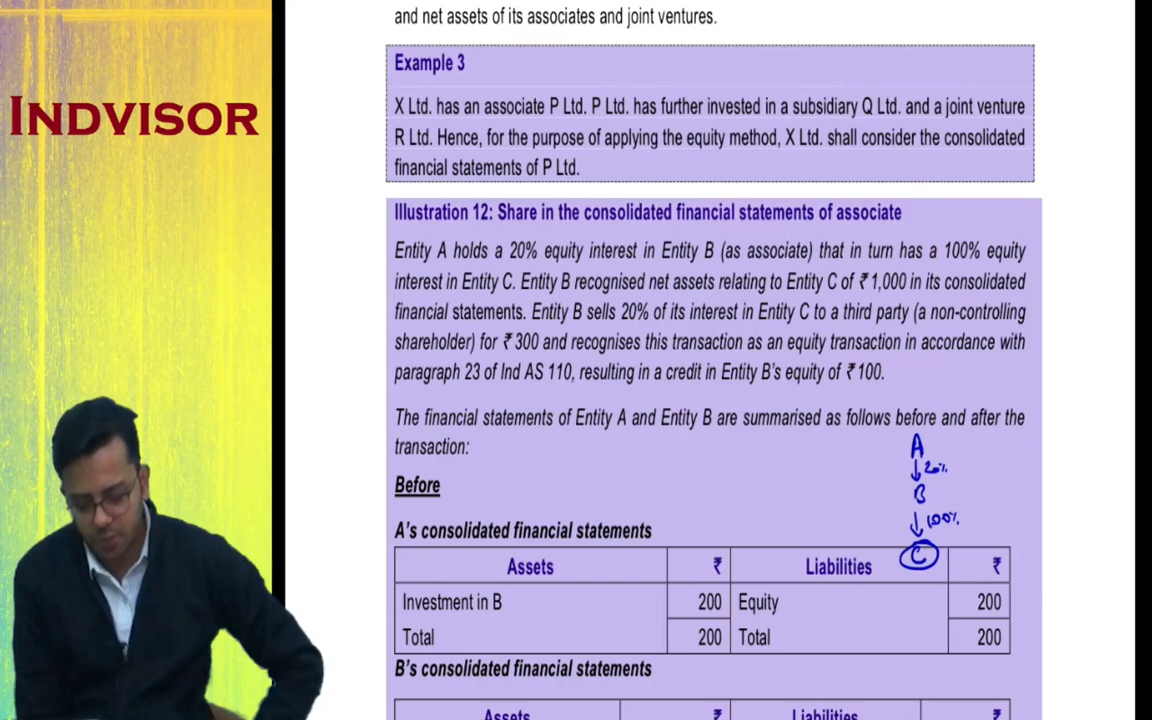 and net assets of its associates and joint ventures.
INDVISOR
Example 3
X Ltd. has an associate P Ltd. P Ltd. has further invested in a subsidiary Q Ltd. and a joint venture
R Ltd. Hence, for the purpose of applying the equity method, X Ltd. shall consider the consolidated
financial statements of P Ltd.
Illustration 12: Share in the consolidated financial statements of associate
Entity A holds a 20% equity interest in Entity B (as associate) that in turn has a 100% equity
interest in Entity C. Entity B recognised net assets relating to Entity C of ₹ 1,000 in its consolidated
financial statements. Entity B sells 20% of its interest in Entity C to a third party (a non-controlling
shareholder) for ₹ 300 and recognises this transaction as an equity transaction in accordance with
paragraph 23 of Ind AS 110, resulting in a credit in Entity B's equity of ₹ 100.
The financial statements of Entity A and Entity B are summarised as follows before and after the
transaction:
A
20%
B
100%
C
Before
A's consolidated financial statements
Assets ₹ Liabilities ₹
Investment in B 200 Equity 200
Total 200 Total 200
B's consolidated financial statements
Assets ₹ Liabilities ₹